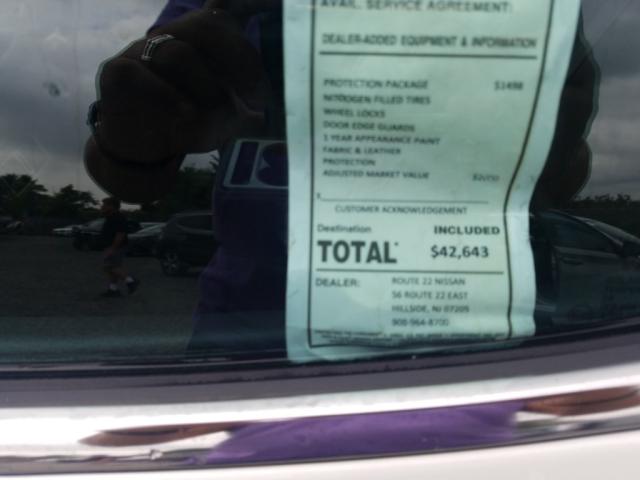 AVAIL. SERVICE AGREEMENT:
DEALER-ADDED EQUIPMENT & INFORMATION
PROTECTION PACKAGE $1498
NITROGEN FILLED TIRES
WHEEL LOCKS
DOOR EDGE GUARDS
1 YEAR APPEARANCE PAINT
FABRIC & LEATHER
PROTECTION
ADJUSTED MARKET VALUE
CUSTOMER ACKNOWLEDGEMENT
Destination INCLUDED
TOTAL* $42,643
DEALER: ROUTE 22 NISSAN
56 ROUTE 22 EAST
HILLSIDE, NJ 07205
908-964-8700